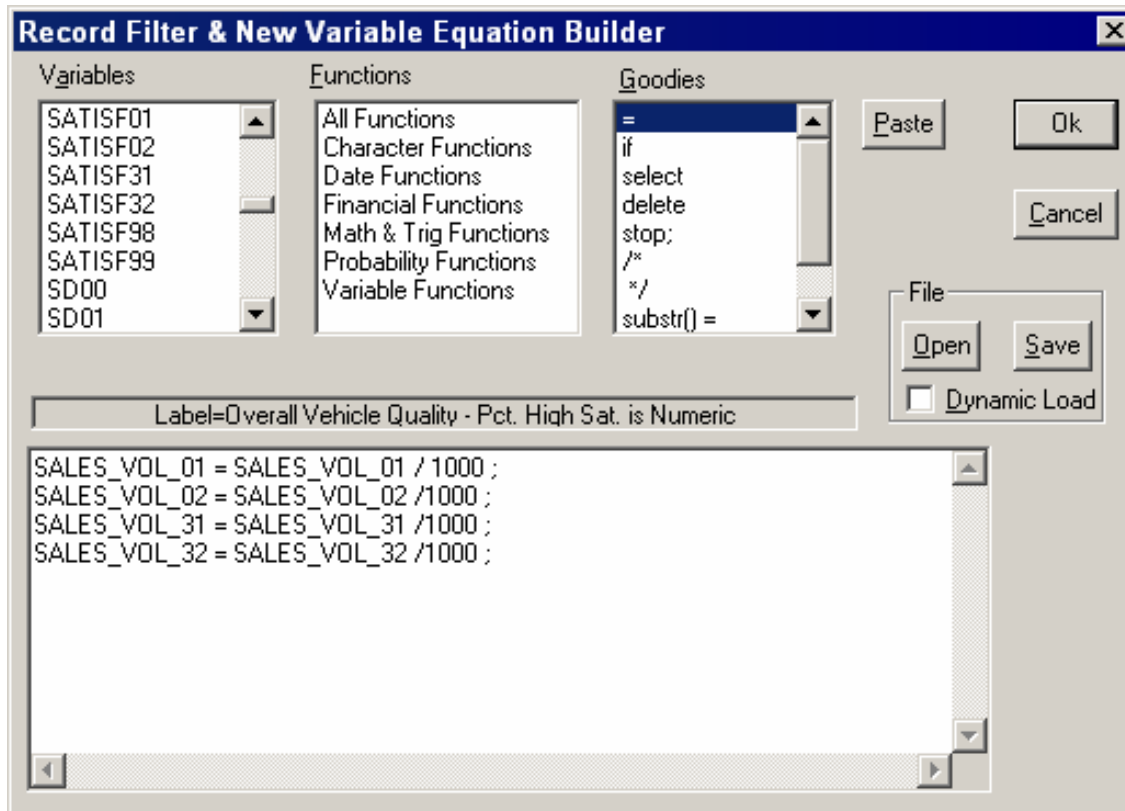 Record Filter & New Variable Equation Builder
Variables
SATISF01
SATISF02
SATISF31
SATISF32
SATISF98
SATISF99
SD00
SD01
Functions
All Functions
Character Functions
Date Functions
Financial Functions
Math & Trig Functions
Probability Functions
Variable Functions
Goodies
=
if
select
delete
stop;
/*
*/
substr() =
Paste
Ok
Cancel
File
Open
Save
Dynamic Load
Label=Overall Vehicle Quality - Pct. High Sat. is Numeric
SALES_VOL_01 = SALES_VOL_01 / 1000 ;
SALES_VOL_02 = SALES_VOL_02 /1000 ;
SALES_VOL_31 = SALES_VOL_31 /1000 ;
SALES_VOL_32 = SALES_VOL_32 /1000 ;